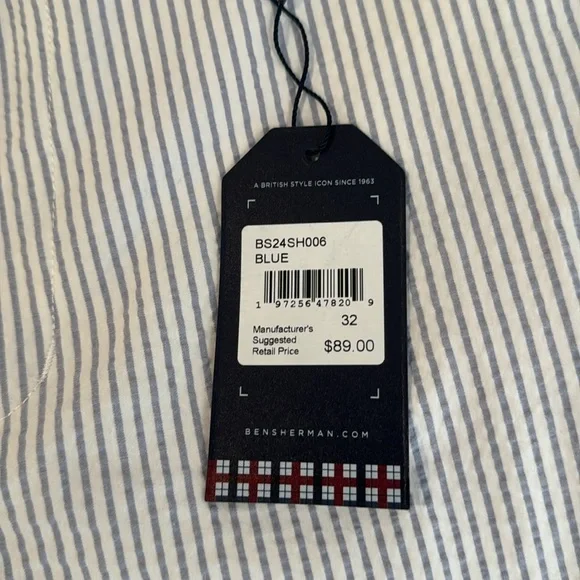 A BRITISH STYLE ICON SINCE 1963
BS24SH006
BLUE
1 97256 47820 9
32
Manufacturer's
Suggested
Retail Price
$89.00
BENSHERMAN.COM